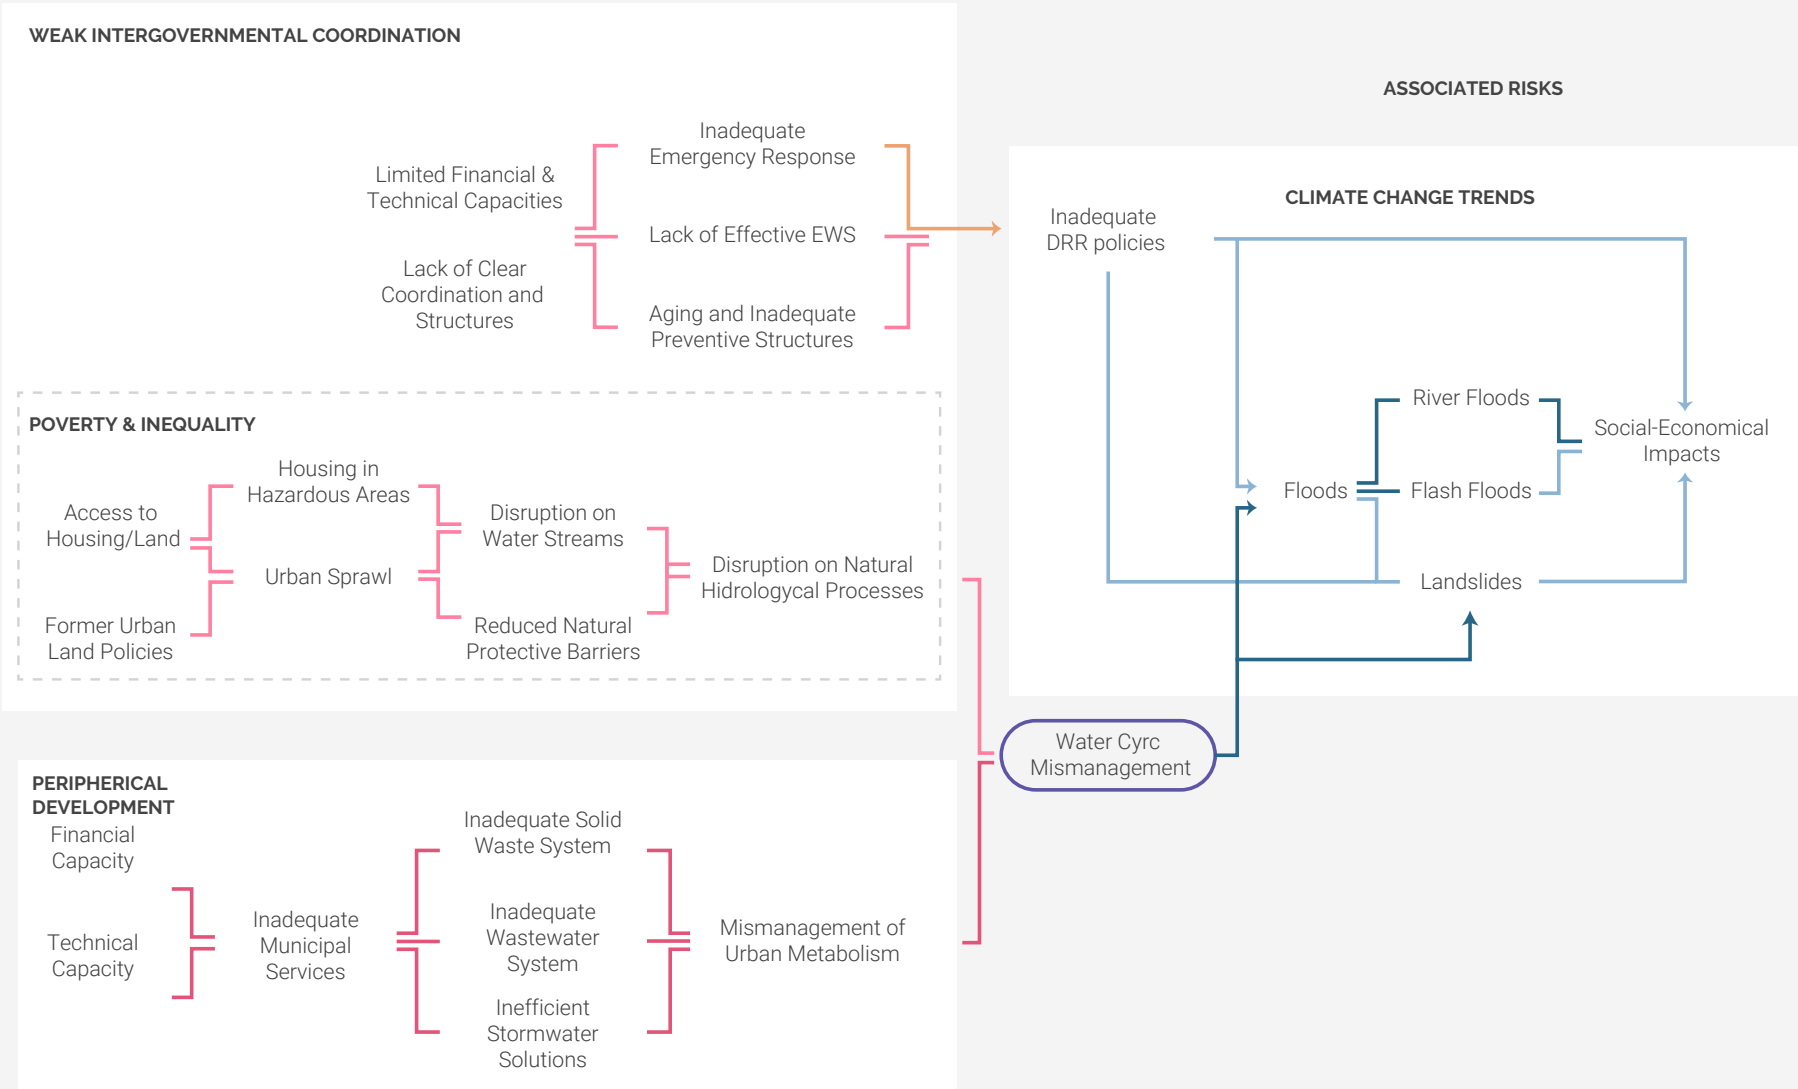 WEAK INTERGOVERNMENTAL COORDINATION
Limited Financial &
Technical Capacities
Lack of Clear
Coordination and
Structures
Inadequate
Emergency Response
Lack of Effective EWS
Aging and Inadequate
Preventive Structures
POVERTY & INEQUALITY
Access to
Housing/Land
Former Urban
Land Policies
Housing in
Hazardous Areas
Urban Sprawl
Disruption on
Water Streams
Reduced Natural
Protective Barriers
Disruption on Natural
Hidrologycal Processes
PERIPHERICAL
DEVELOPMENT
Financial
Capacity
Technical
Capacity
Inadequate
Municipal
Services
Inadequate Solid
Waste System
Inadequate
Wastewater
System
Inefficient
Stormwater
Solutions
Mismanagement of
Urban Metabolism
Water Cyrc
Mismanagement
ASSOCIATED RISKS
CLIMATE CHANGE TRENDS
Inadequate
DRR policies
Floods
River Floods
Flash Floods
Landslides
Social-Economical
Impacts